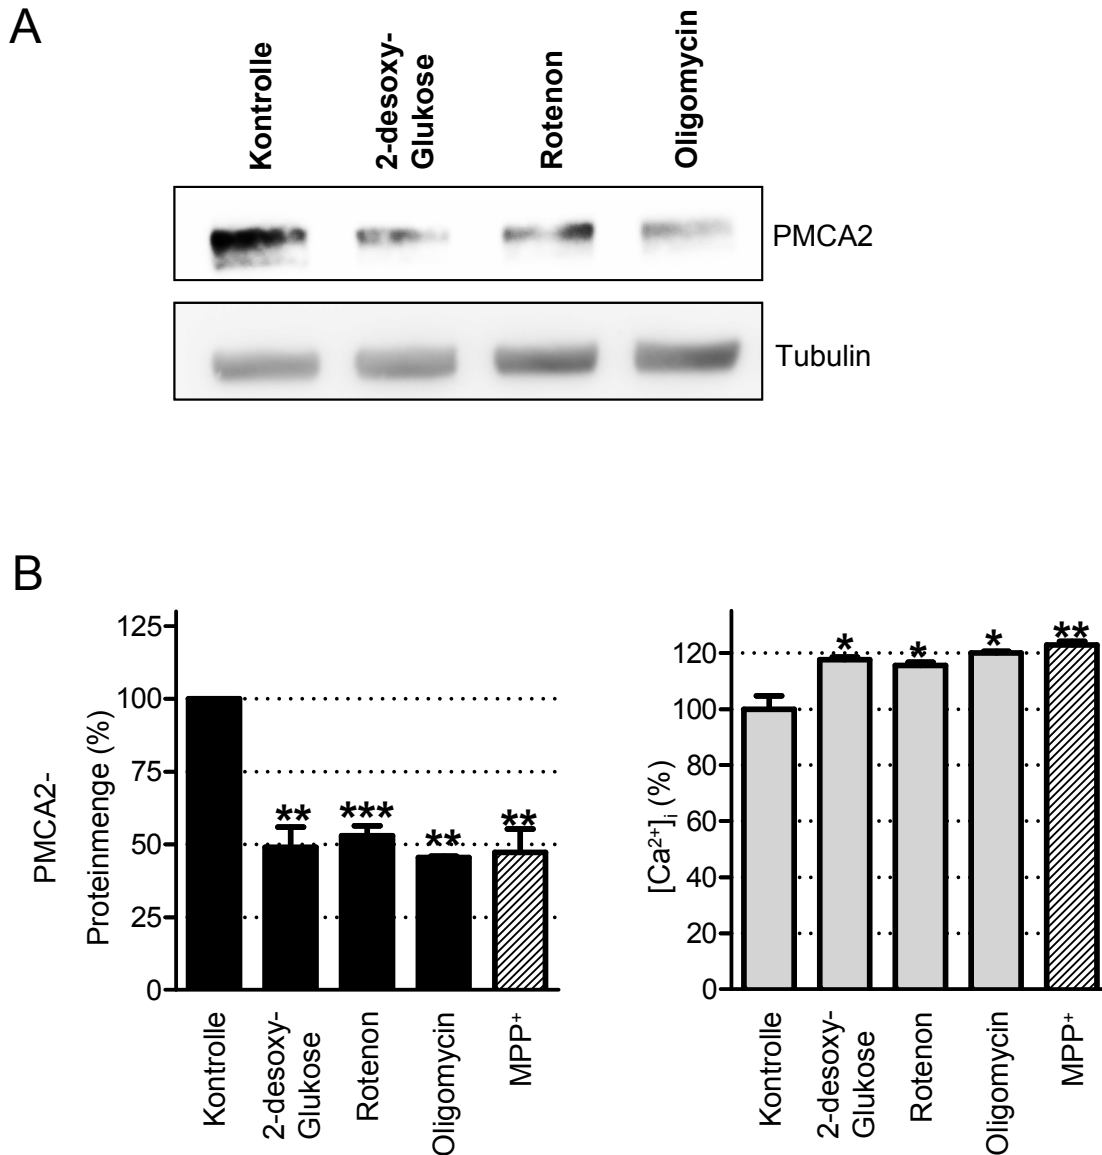 A
Kontrolle
2-desoxy-
Glukose
Rotenon
Oligomycin
PMCA2
Tubulin
B
PMCA2-
Proteinmenge (%)
125
100
75
50
25
0
**
***
**
**
Kontrolle
2-desoxy-
Glukose
Rotenon
Oligomycin
MPP⁺
[Ca²⁺]ᵢ (%)
120
100
80
60
40
20
0
*
*
*
**
Kontrolle
2-desoxy-
Glukose
Rotenon
Oligomycin
MPP⁺